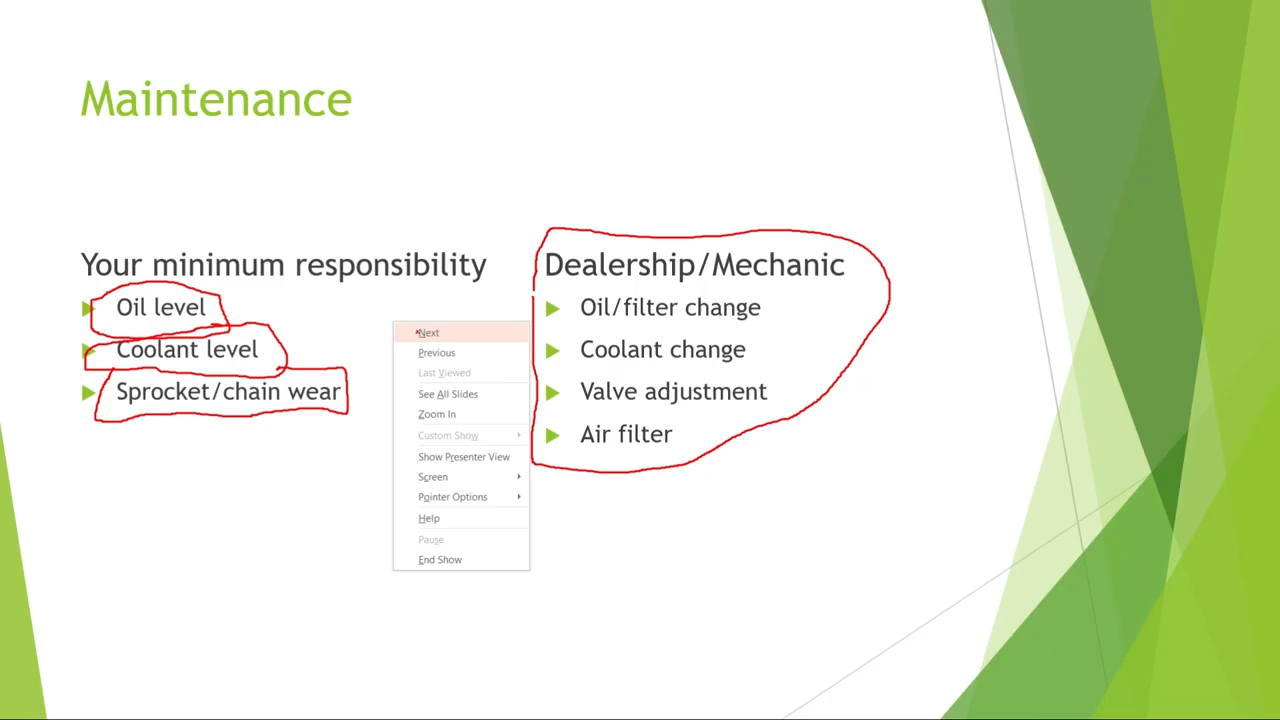 Maintenance
Your minimum responsibility
Oil level
Coolant level
Sprocket/chain wear
Dealership/Mechanic
Oil/filter change
Coolant change
Valve adjustment
Air filter
Next
Previous
Last Viewed
See All Slides
Zoom In
Custom Show
Show Presenter View
Screen
Pointer Options
Help
Pause
End Show